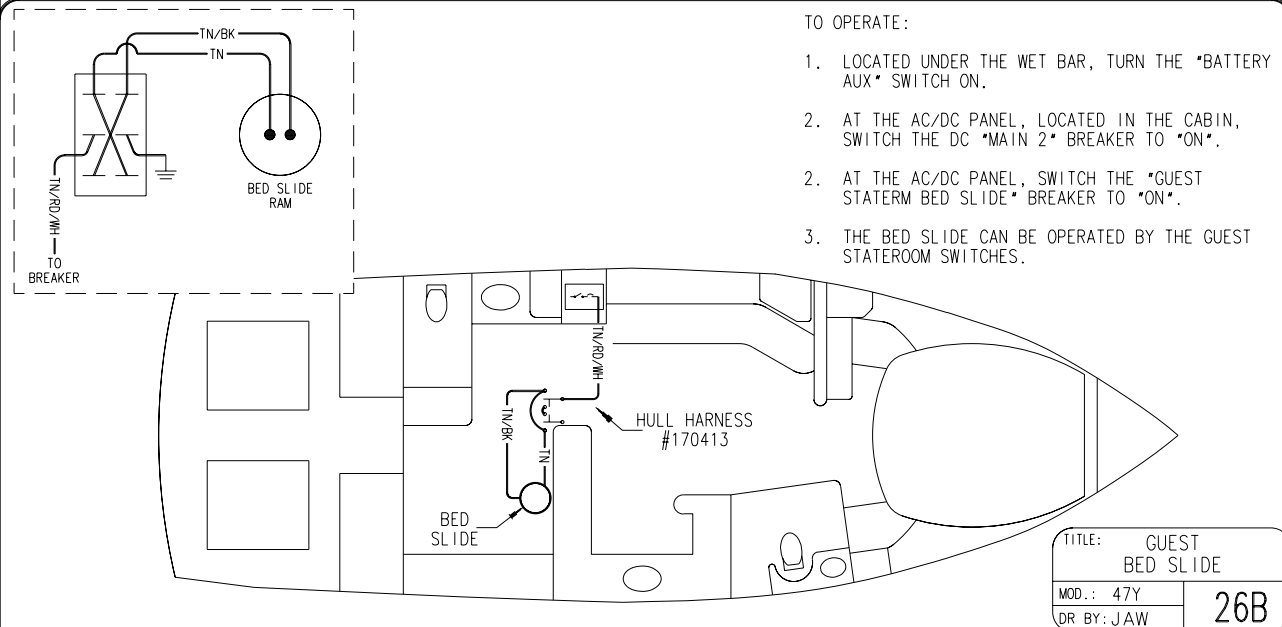 TN/BK
TN
BED SLIDE
RAM
TN/RD/WH
TO
BREAKER
TO OPERATE:
1. LOCATED UNDER THE WET BAR, TURN THE "BATTERY
AUX" SWITCH ON.
2. AT THE AC/DC PANEL, LOCATED IN THE CABIN,
SWITCH THE DC "MAIN 2" BREAKER TO "ON".
2. AT THE AC/DC PANEL, SWITCH THE "GUEST
STATERM BED SLIDE" BREAKER TO "ON".
3. THE BED SLIDE CAN BE OPERATED BY THE GUEST
STATEROOM SWITCHES.
TN/RD/WH
TN/BK
TN
HULL HARNESS
#170413
BED
SLIDE
TITLE: GUEST
BED SLIDE
MOD.: 47Y
DR BY: JAW
26B